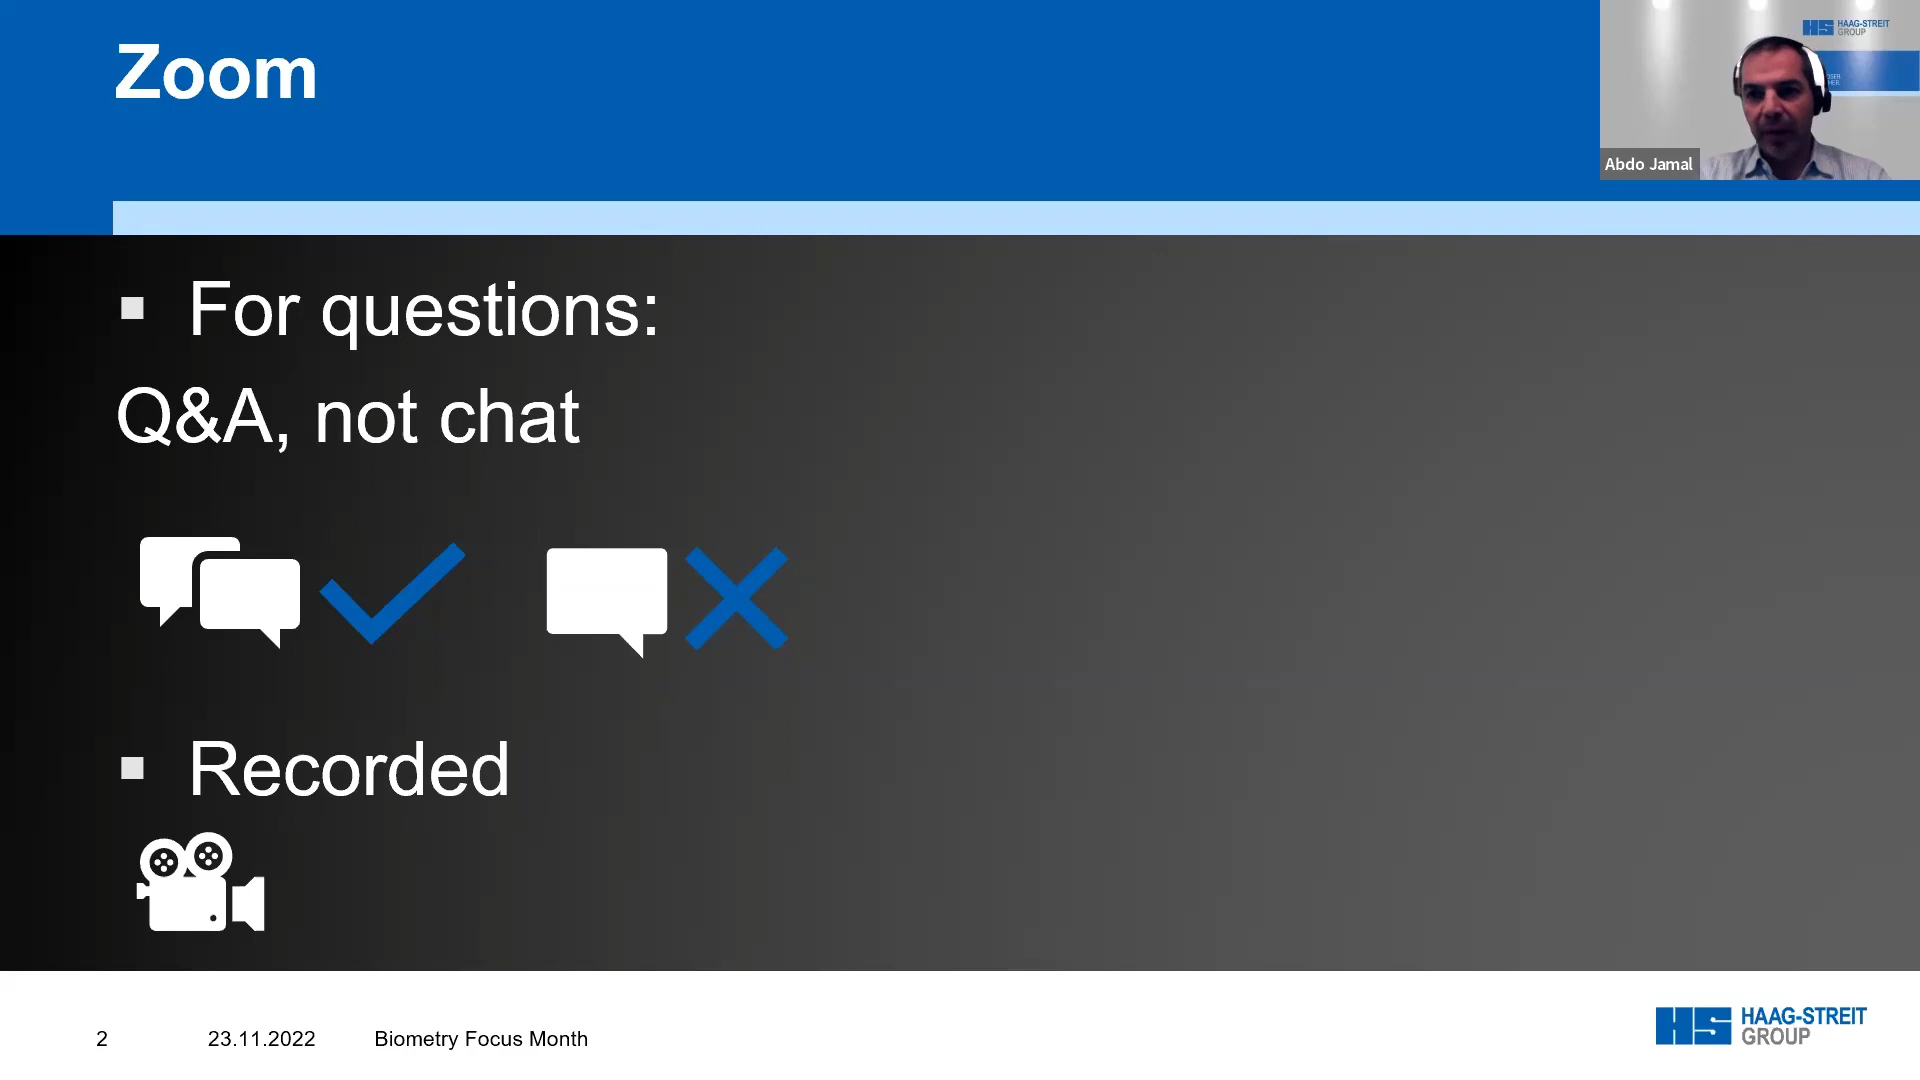 Zoom
HAAG-STREIT
GROUP
Abdo Jamal
For questions:
Q&A, not chat
Recorded
2 23.11.2022 Biometry Focus Month
HS HAAG-STREIT
GROUP